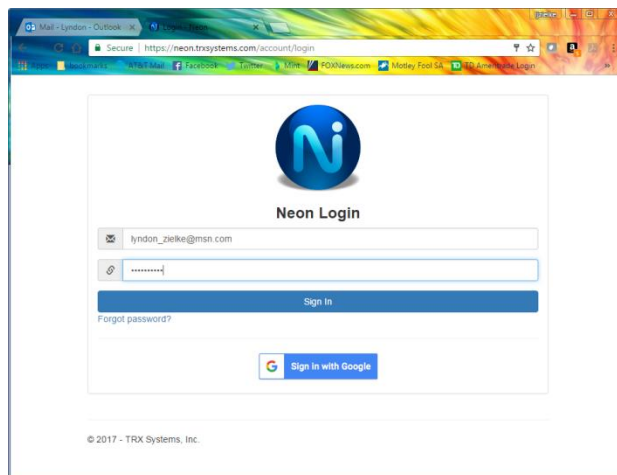 Mail - Lyndon - Outlook
Login - Neon
Secure | https://neon.trxsystems.com/account/login
Apps bookmarks AT&T Mail Facebook Twitter Mint FOXNews.com Motley Fool SA TD Ameritrade Login »
Neon Login
lyndon_zielke@msn.com
••••••••••
Sign In
Forgot password?
Sign in with Google
© 2017 - TRX Systems, Inc.